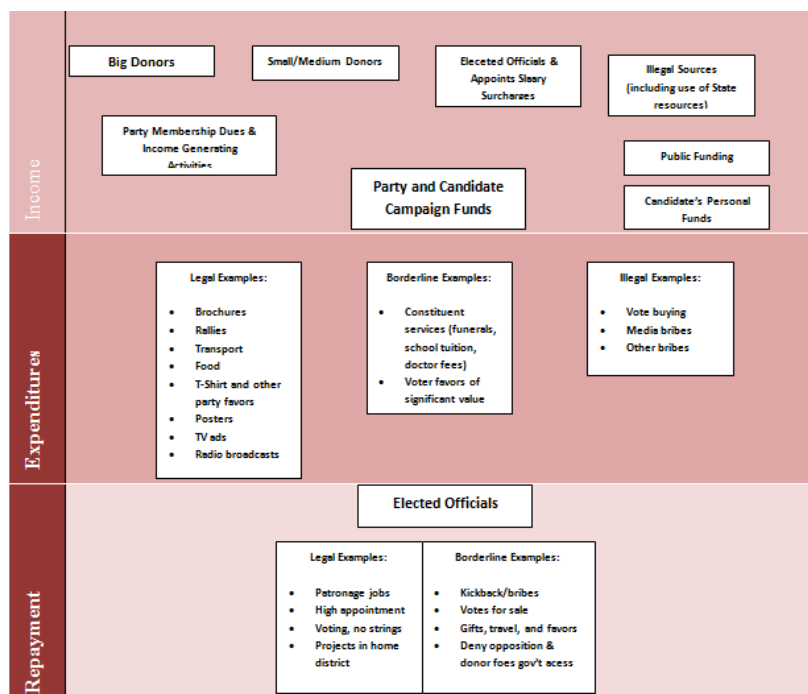 Big Donors
Small/Medium Donors
Eleceted Officials &
Appoints Slaary
Surcharges
Illegal Sources
(including use of State
resources)
Party Membership Dues &
Income Generating
Activities
Public Funding
Party and Candidate
Campaign Funds
Candidate's Personal
Funds
Income
Legal Examples:
• Brochures
• Rallies
• Transport
• Food
• T-Shirt and other
party favors
• Posters
• TV ads
• Radio broadcasts
Borderline Examples:
• Constituent
services (funerals,
school tuition,
doctor fees)
• Voter favors of
significant value
Illegal Examples:
• Vote buying
• Media bribes
• Other bribes
Expenditures
Elected Officials
Legal Examples:
• Patronage jobs
• High appointment
• Voting, no strings
• Projects in home
district
Borderline Examples:
• Kickback/bribes
• Votes for sale
• Gifts, travel, and favors
• Deny opposition &
donor foes gov't acess
Repayment